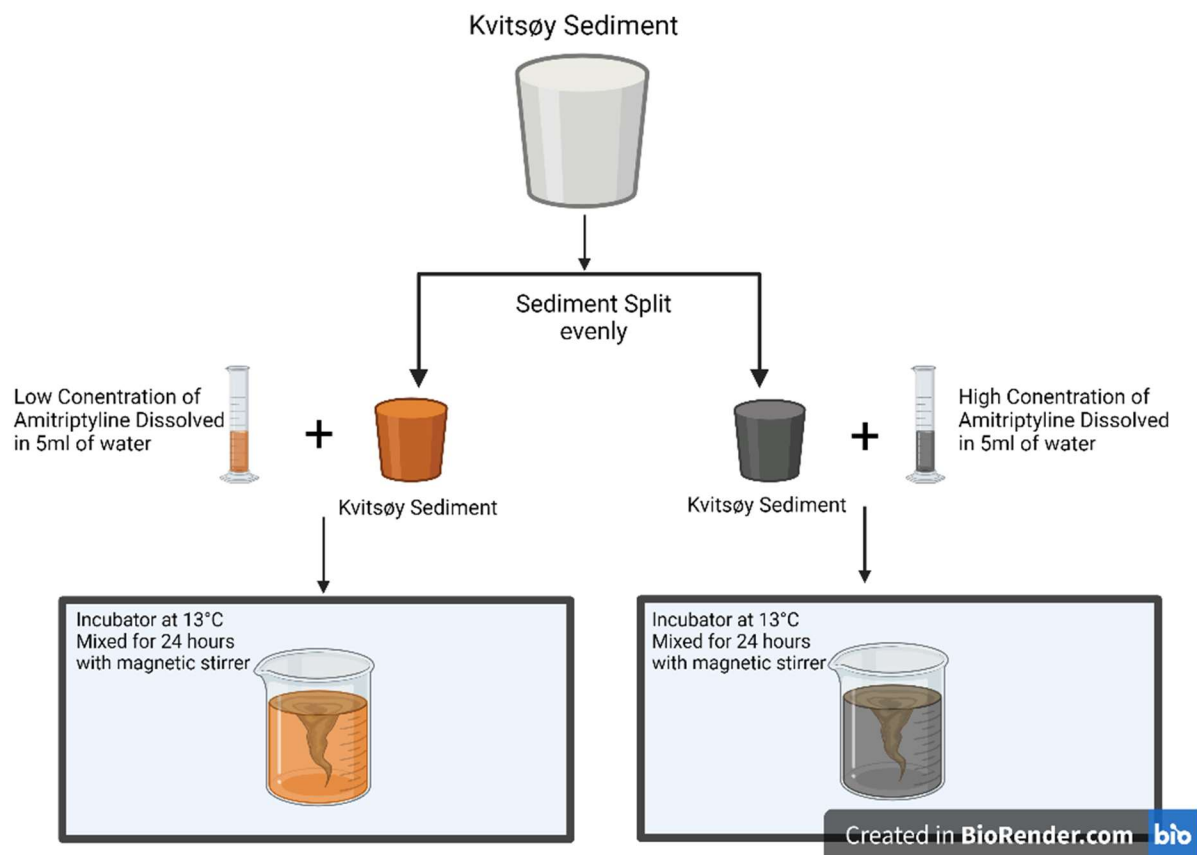 Kvitsøy Sediment
Sediment Split
evenly
Low Conentration of
Amitriptyline Dissolved
in 5ml of water
+
Kvitsøy Sediment
Kvitsøy Sediment
+
High Conentration of
Amitriptyline Dissolved
in 5ml of water
Incubator at 13°C
Mixed for 24 hours
with magnetic stirrer
Incubator at 13°C
Mixed for 24 hours
with magnetic stirrer
Created in BioRender.com bio